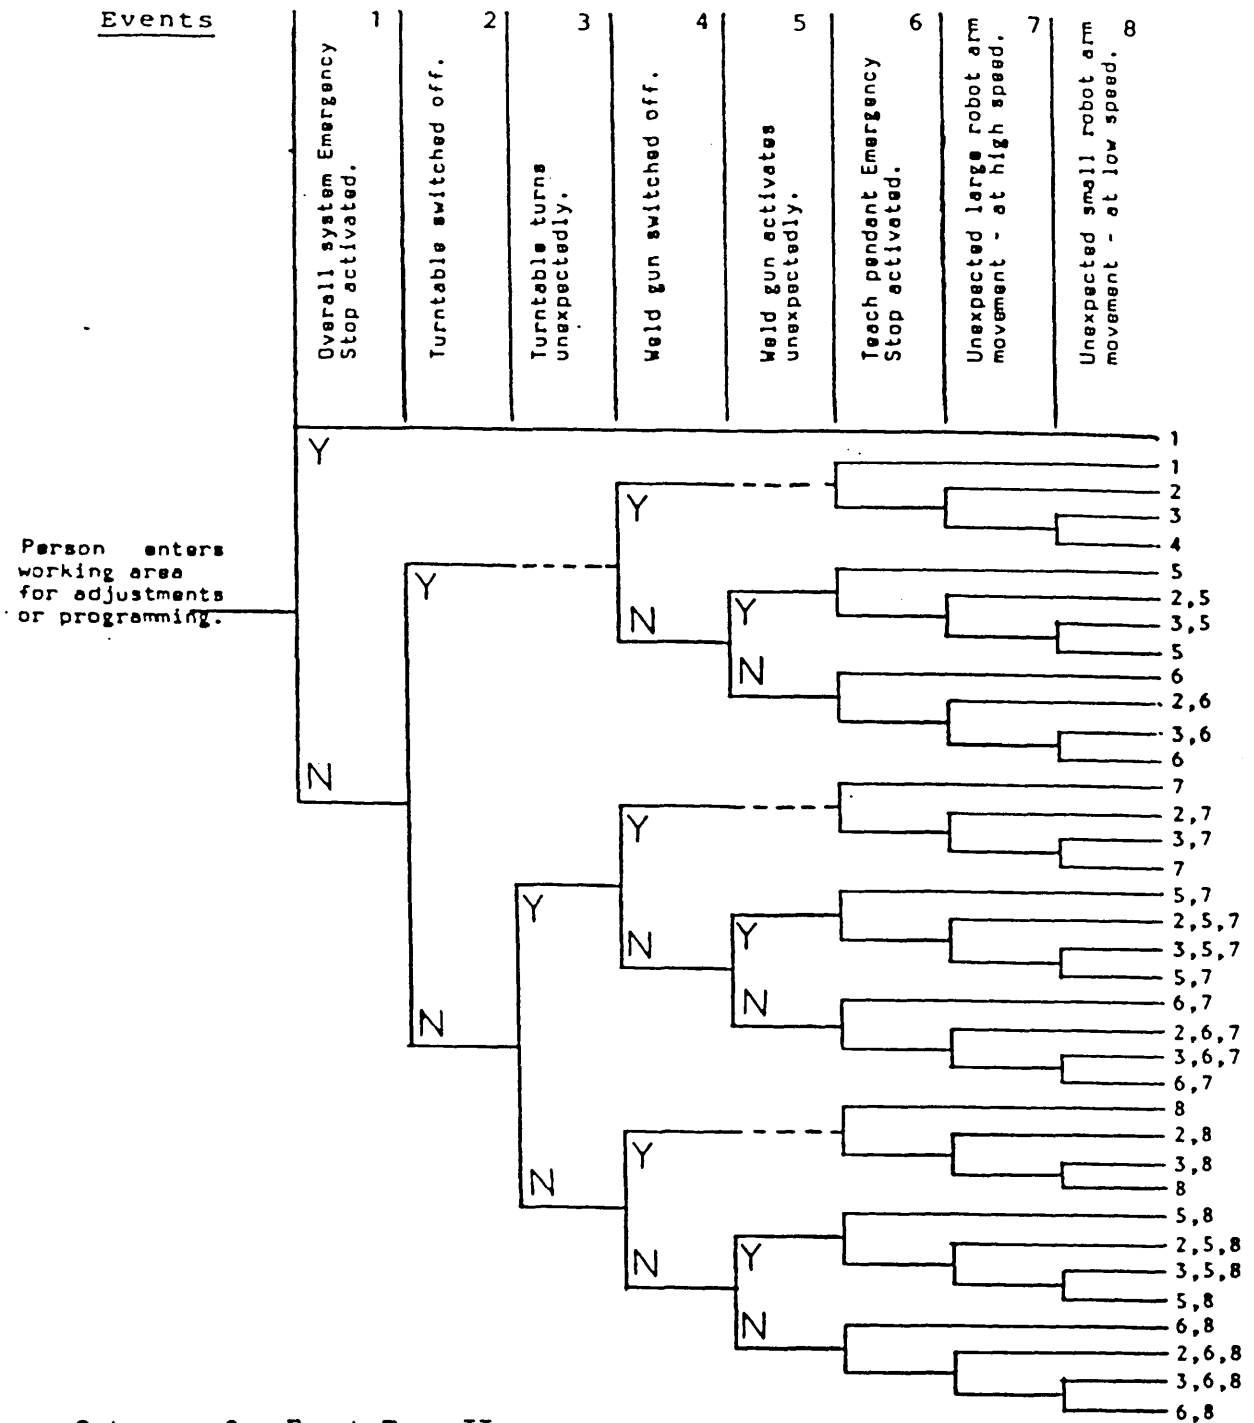 Events
1 2 3 4 5 6 7 8
Overall system Emergency
Stop activated.
Turntable switched off.
Turntable turns
unexpectedly.
Weld gun switched off.
Weld gun activates
unexpectedly.
Teach pendant Emergency
Stop activated.
Unexpected large robot arm
movement - at high speed.
Unexpected small robot arm
movement - at low speed.
Person enters
working area
for adjustments
or programming.
Y
N
Y
N
Y
N
Y
N
Y
N
Y
N
Y
N
Y
N
Y
N
1
1
2
3
4
5
2,5
3,5
5
6
2,6
3,6
6
7
2,7
3,7
7
5,7
2,5,7
3,5,7
5,7
6,7
2,6,7
3,6,7
6,7
8
2,8
3,8
8
5,8
2,5,8
3,5,8
5,8
6,8
2,6,8
3,6,8
6,8